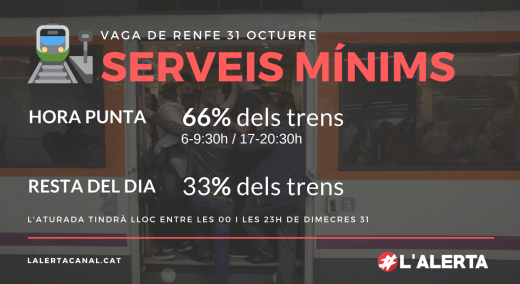 VAGA DE RENFE 31 OCTUBRE
SERVEIS MÍNIMS
HORA PUNTA 66% dels trens
6-9:30h / 17-20:30h
RESTA DEL DIA 33% dels trens
L'ATURADA TINDRÀ LLOC ENTRE LES 00 I LES 23H DE DIMECRES 31
LALERTACANAL.CAT #L'ALERTA